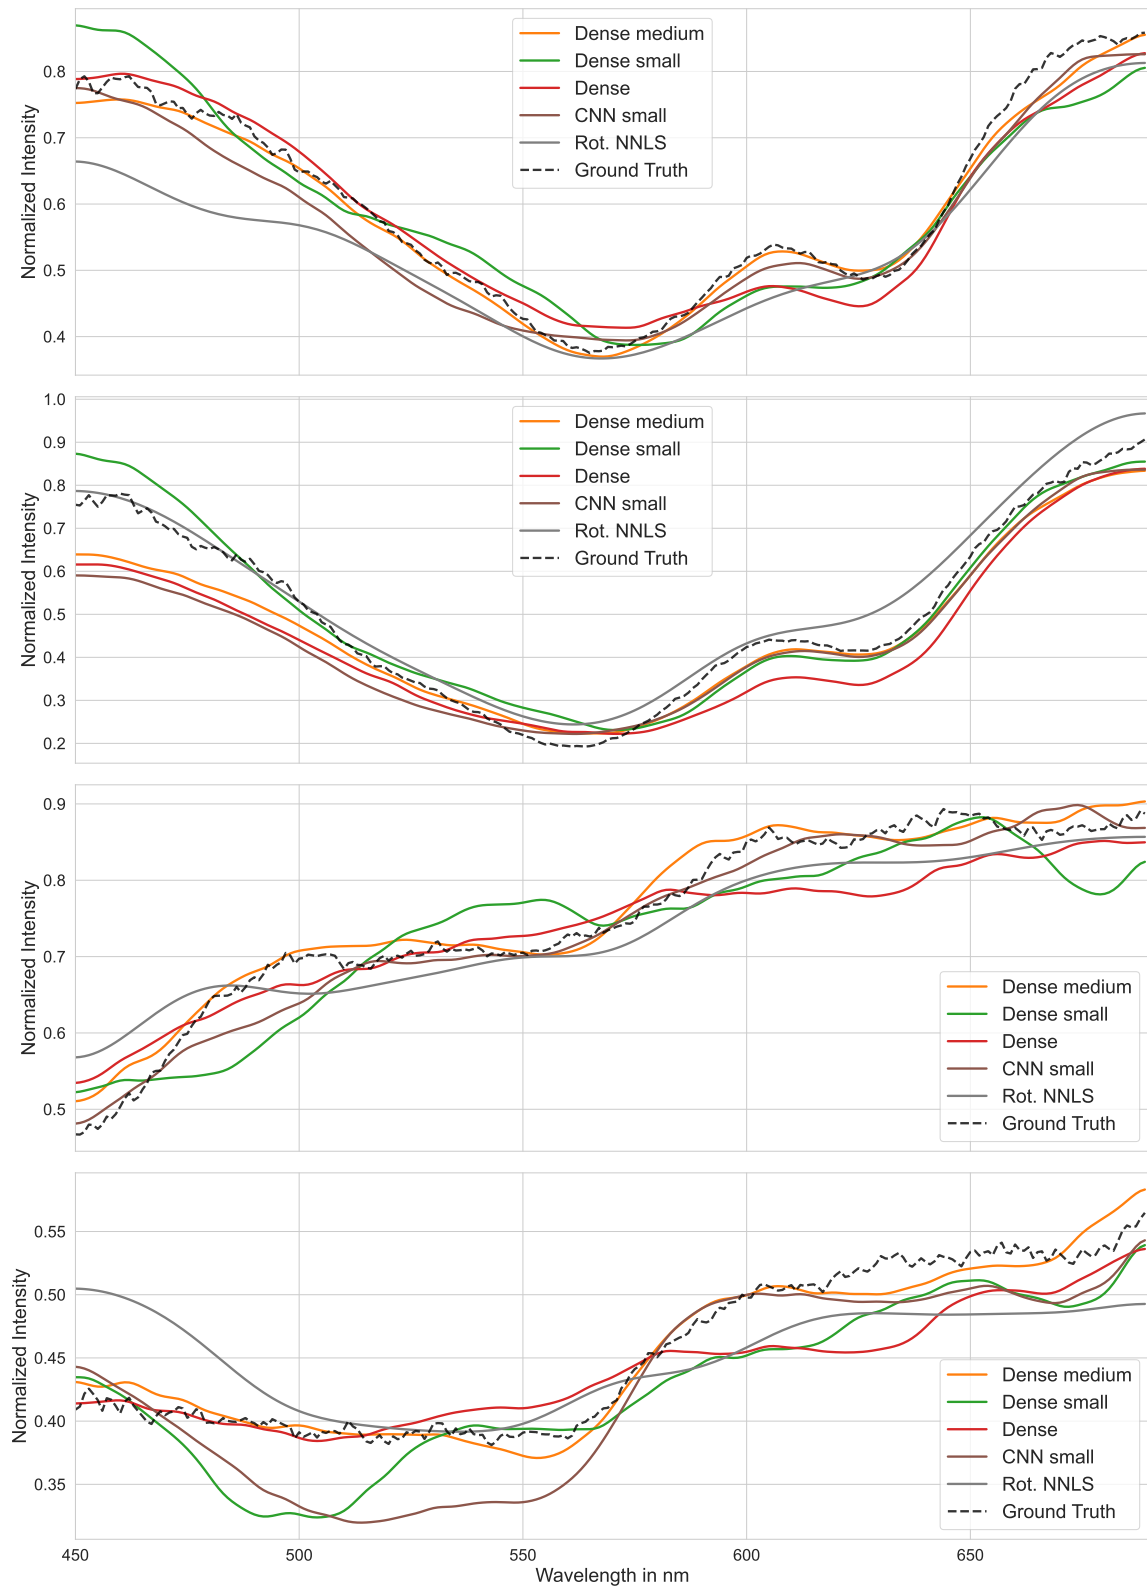 0.8
0.7
0.6
0.5
0.4
Normalized Intensity
Dense medium
Dense small
Dense
CNN small
Rot. NNLS
Ground Truth
1.0
0.9
0.8
0.7
0.6
0.5
0.4
0.3
0.2
Normalized Intensity
Dense medium
Dense small
Dense
CNN small
Rot. NNLS
Ground Truth
0.9
0.8
0.7
0.6
0.5
Normalized Intensity
Dense medium
Dense small
Dense
CNN small
Rot. NNLS
Ground Truth
0.55
0.50
0.45
0.40
0.35
Normalized Intensity
Dense medium
Dense small
Dense
CNN small
Rot. NNLS
Ground Truth
450 500 550 600 650
Wavelength in nm